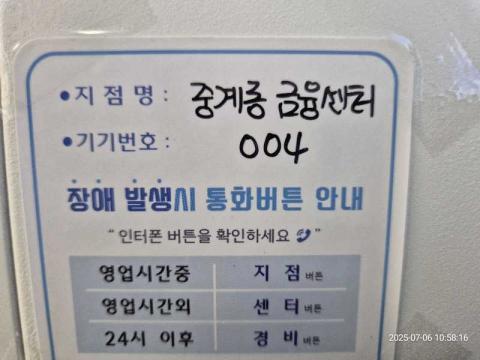 •지점명 : 중계동 금융센터
•기기번호 : 004
장애 발생시 통화버튼 안내
“인터폰 버튼을 확인하세요 ”
영업시간중 지점 버튼
영업시간외 센터 버튼
24시 이후 경비 버튼
2025-07-06 10:58:16